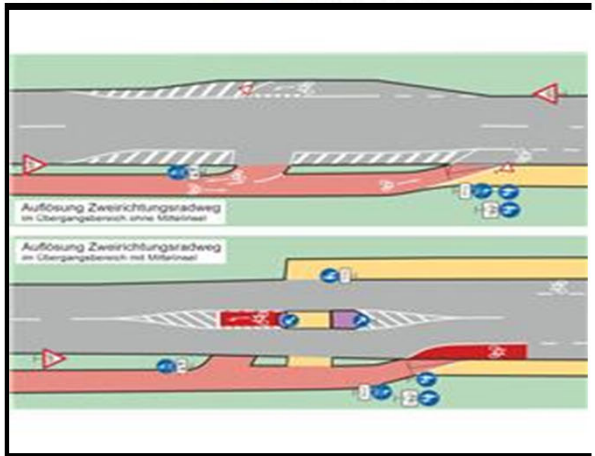 Auflösung Zweirichtungsradweg
im Übergangsbereich ohne Mittelinsel
Auflösung Zweirichtungsradweg
im Übergangsbereich mit Mittelinsel